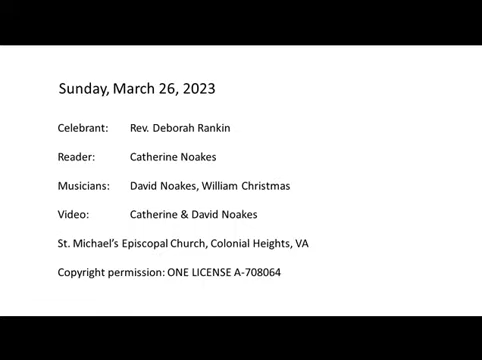 Sunday, March 26, 2023
Celebrant: Rev. Deborah Rankin
Reader: Catherine Noakes
Musicians: David Noakes, William Christmas
Video: Catherine & David Noakes
St. Michael's Episcopal Church, Colonial Heights, VA
Copyright permission: ONE LICENSE A-708064